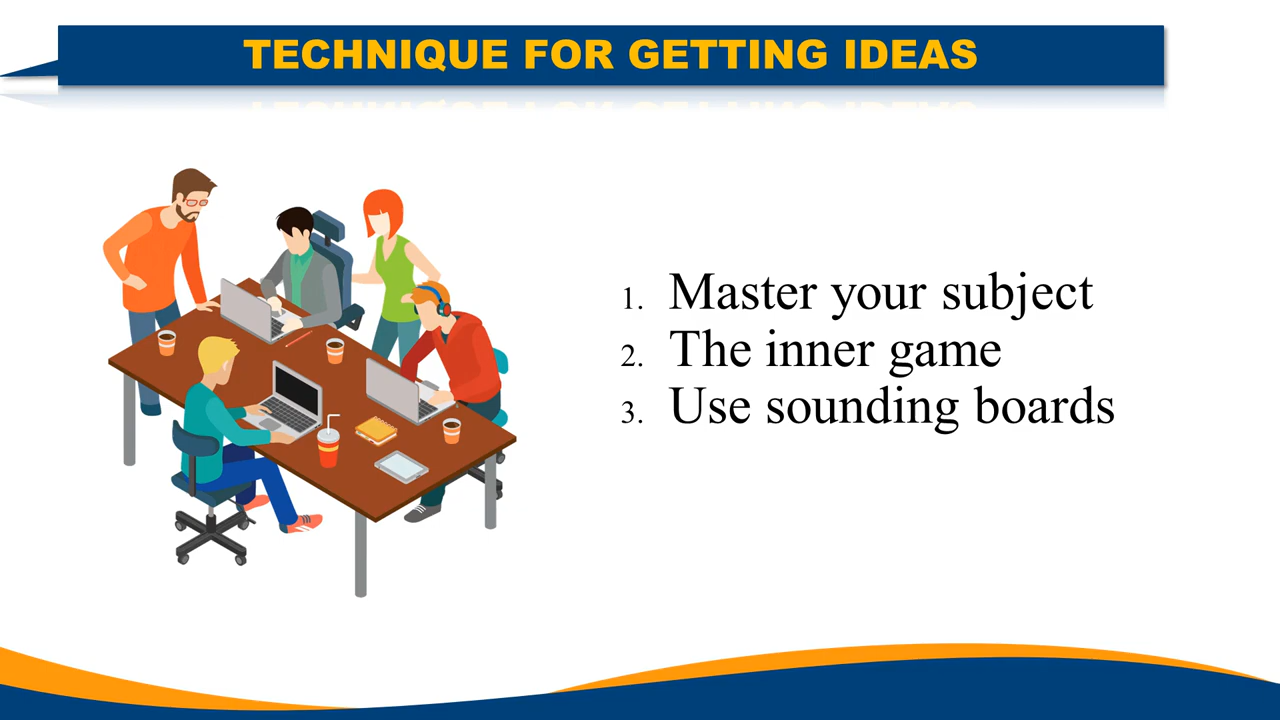 TECHNIQUE FOR GETTING IDEAS
1. Master your subject
2. The inner game
3. Use sounding boards